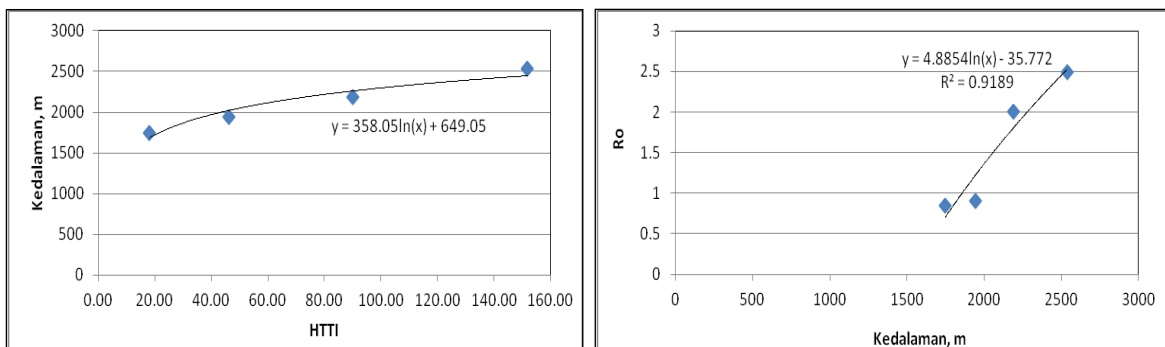 3000
2500
2000
1500
1000
500
0
Kedalaman, m
y = 358.05ln(x) + 649.05
0.00 20.00 40.00 60.00 80.00 100.00 120.00 140.00 160.00
HTTI
3
2.5
2
1.5
1
0.5
0
Ro
y = 4.8854ln(x) - 35.772
R² = 0.9189
0 500 1000 1500 2000 2500 3000
Kedalaman, m